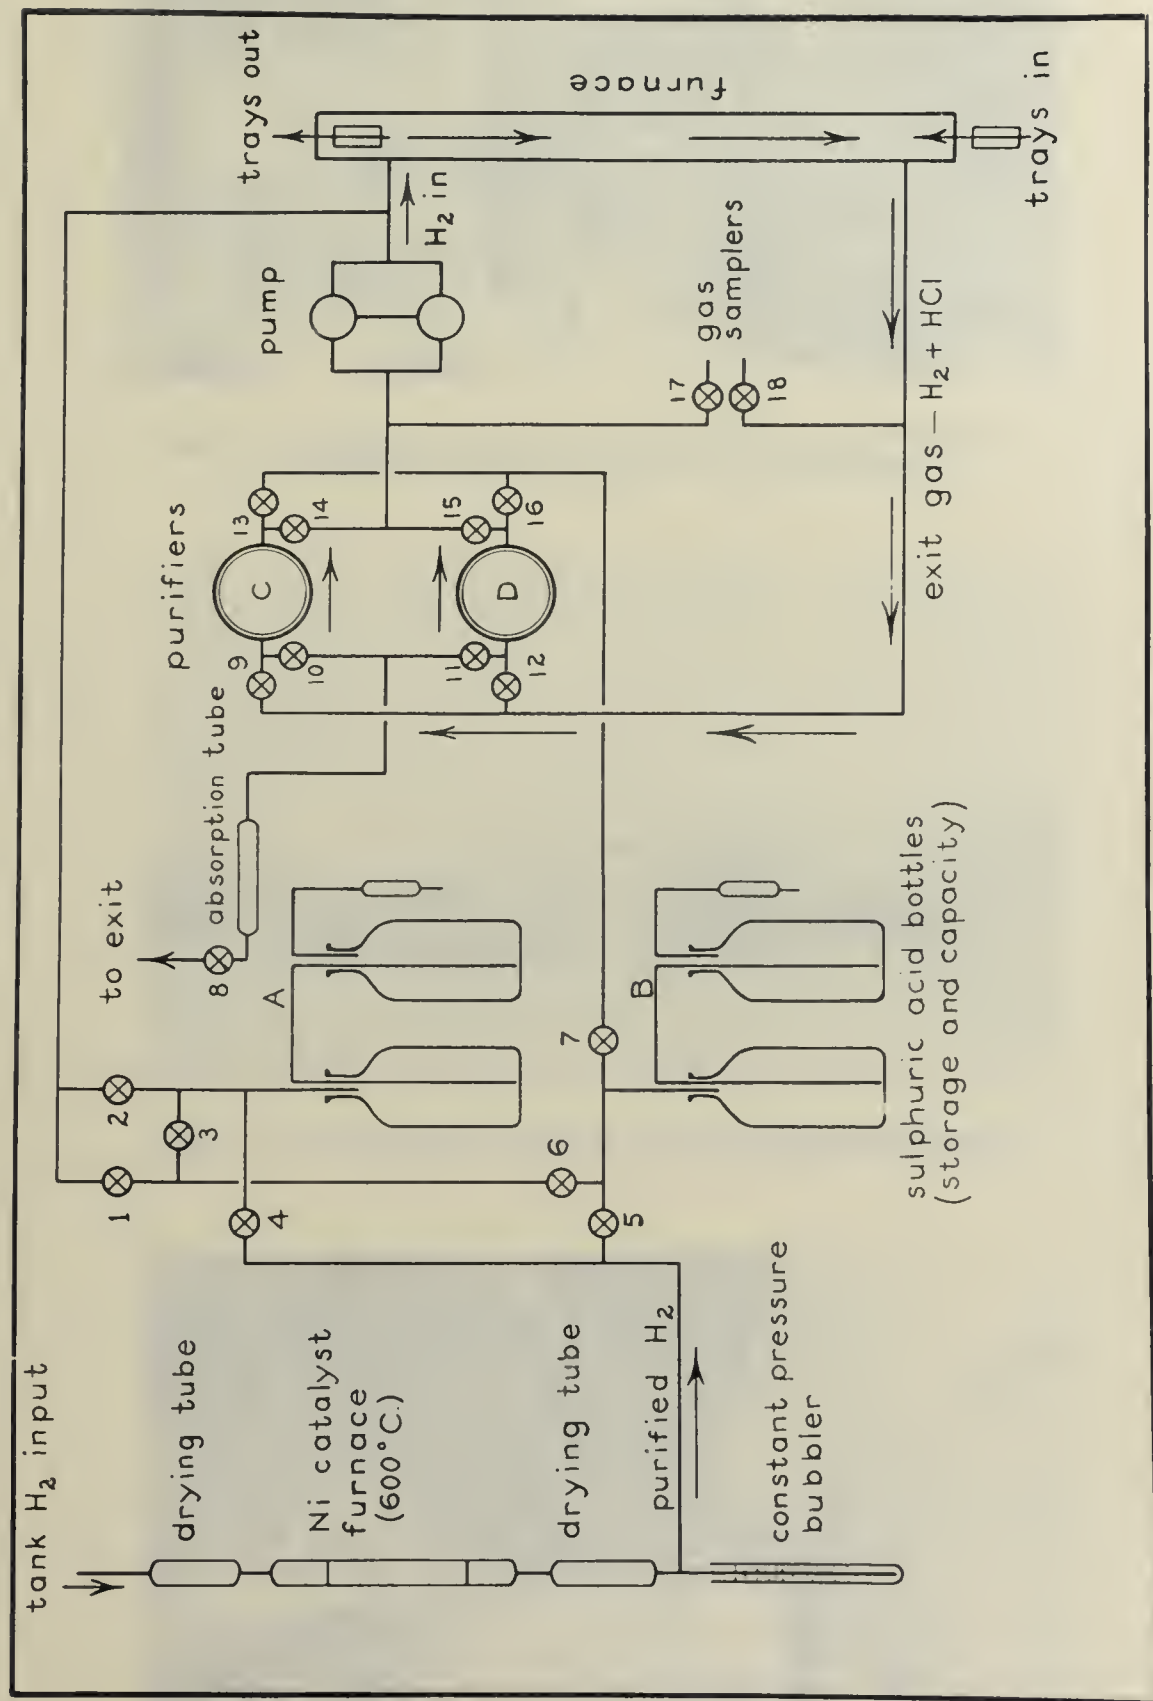 tank H₂ input
drying tube
Ni catalyst
furnace
(600°C.)
drying tube
purified H₂
constant pressure
bubbler
1
2
3
4
5
6
7
8
to exit
absorption tube
A
B
sulphuric acid bottles
(storage and capacity)
purifiers
9
10
11
12
C
D
13
14
15
16
pump
H₂ in
17
18
gas
samplers
exit gas — H₂ + HCl
trays out
furnace
trays in